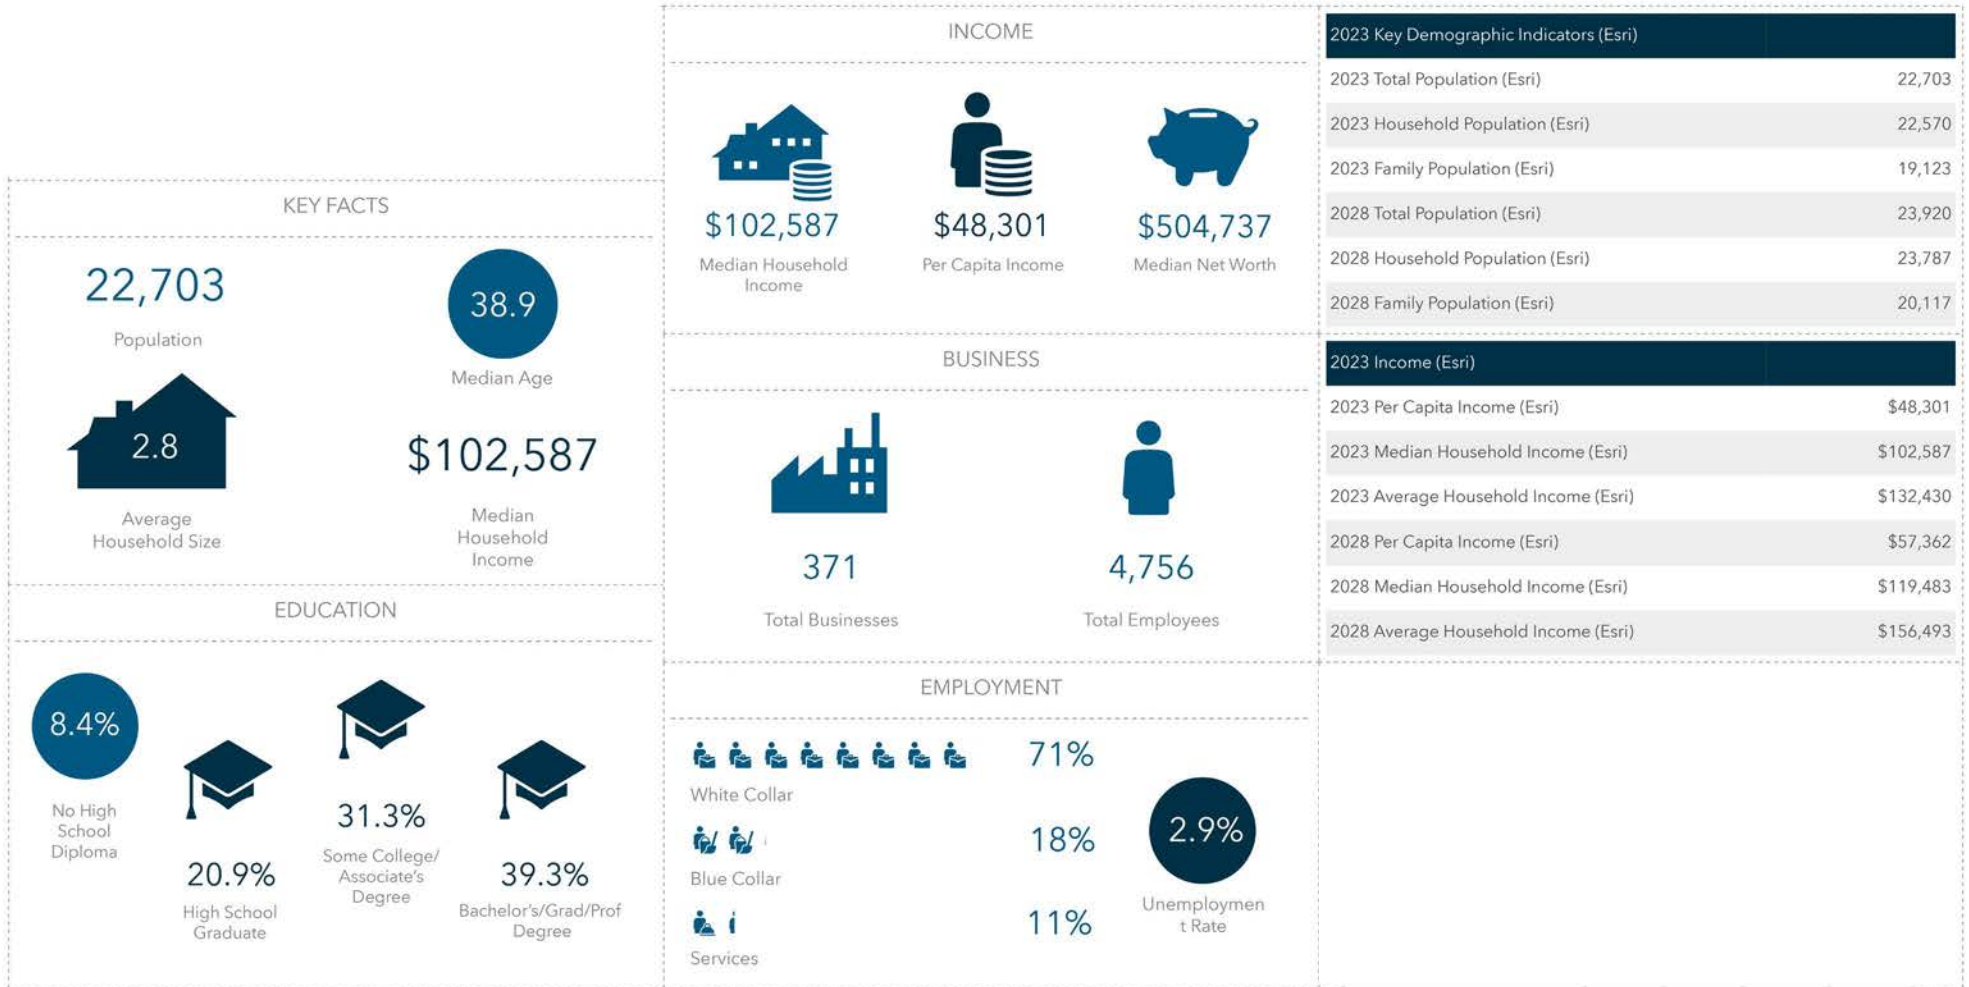 KEY FACTS
22,703
Population
38.9
Median Age
2.8
Average
Household Size
$102,587
Median
Household
Income
EDUCATION
8.4%
No High
School
Diploma
20.9%
High School
Graduate
31.3%
Some College/
Associate's
Degree
39.3%
Bachelor's/Grad/Prof
Degree
INCOME
$102,587
Median Household
Income
$48,301
Per Capita Income
$504,737
Median Net Worth
BUSINESS
371
Total Businesses
4,756
Total Employees
EMPLOYMENT
71%
White Collar
18%
Blue Collar
11%
Services
2.9%
Unemploymen
t Rate
2023 Key Demographic Indicators (Esri)
2023 Total Population (Esri) 22,703
2023 Household Population (Esri) 22,570
2023 Family Population (Esri) 19,123
2028 Total Population (Esri) 23,920
2028 Household Population (Esri) 23,787
2028 Family Population (Esri) 20,117
2023 Income (Esri)
2023 Per Capita Income (Esri) $48,301
2023 Median Household Income (Esri) $102,587
2023 Average Household Income (Esri) $132,430
2028 Per Capita Income (Esri) $57,362
2028 Median Household Income (Esri) $119,483
2028 Average Household Income (Esri) $156,493